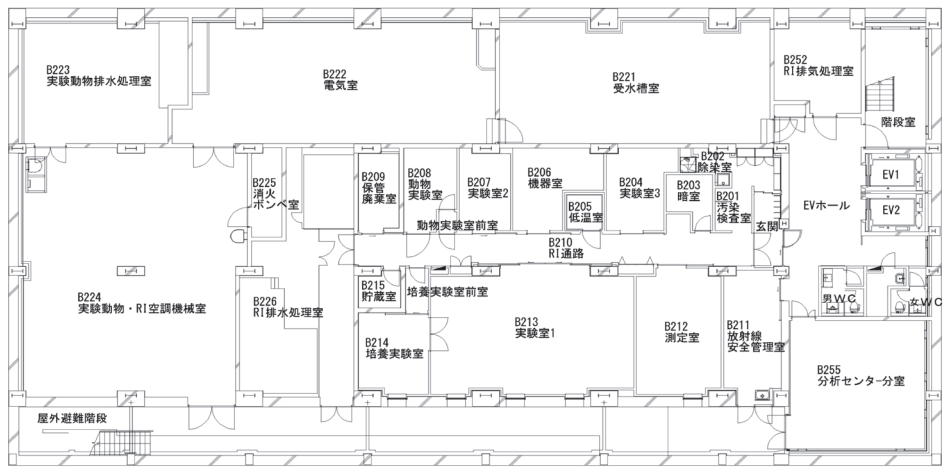 B223
実験動物排水処理室
B222
電気室
B221
受水槽室
B252
RI排気処理室
階段室
B225
消火
ボンベ室
B209
保管
廃棄室
B208
動物
実験室
B207
実験2
動物実験室前室
B206
機器室
B205
低温室
B204
実験室3
B203
暗室
B202
除染室
B201
汚染
検査室
玄関
EVホール
EV1
EV2
B210
RI通路
B224
実験動物・RI空調機械室
B226
RI排水処理室
B215
貯蔵室
培養実験室前室
B214
培養実験室
B213
実験室1
B212
測定室
B211
放射線
安全管理室
男WC
女WC
B255
分析センタ-分室
屋外避難階段